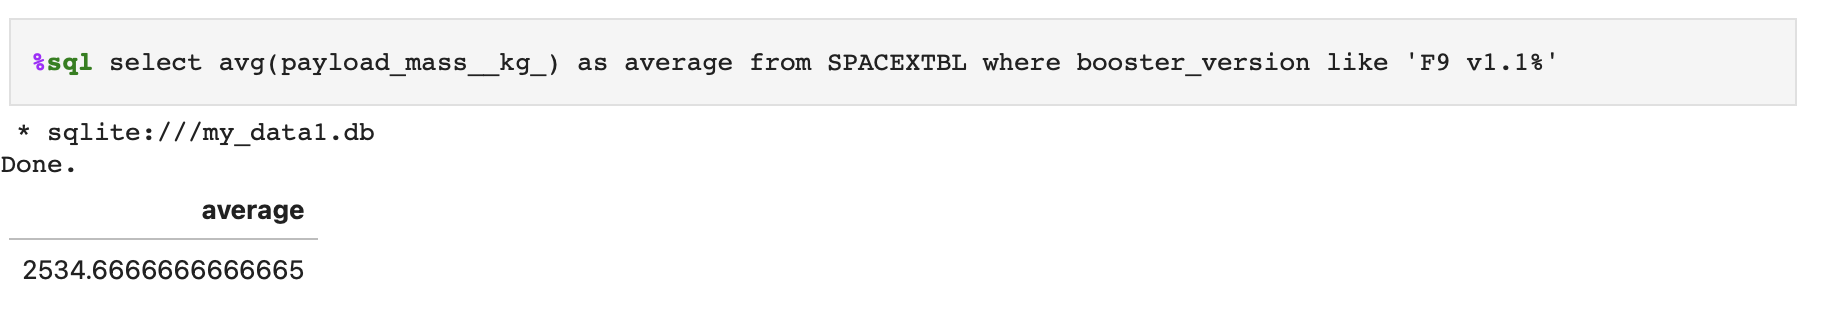 %sql select avg(payload_mass__kg_) as average from SPACEXTBL where booster_version like 'F9 v1.1%'
* sqlite:///my_data1.db
Done.
average
2534.6666666666665